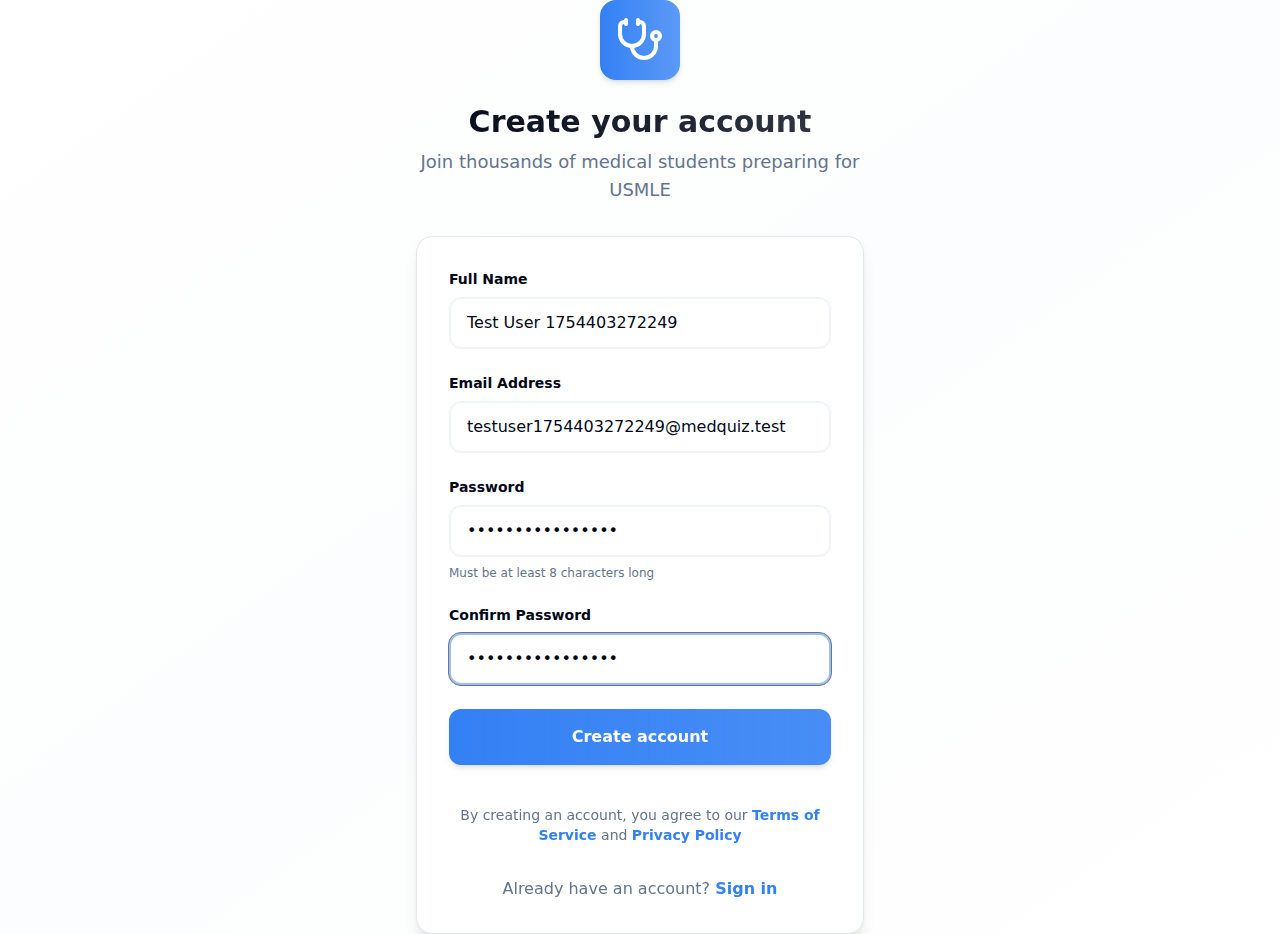 Create your account
Join thousands of medical students preparing for
USMLE
Full Name
Test User 1754403272249
Email Address
testuser1754403272249@medquiz.test
Password
••••••••••••••••
Must be at least 8 characters long
Confirm Password
••••••••••••••••
Create account
By creating an account, you agree to our Terms of
Service and Privacy Policy
Already have an account? Sign in